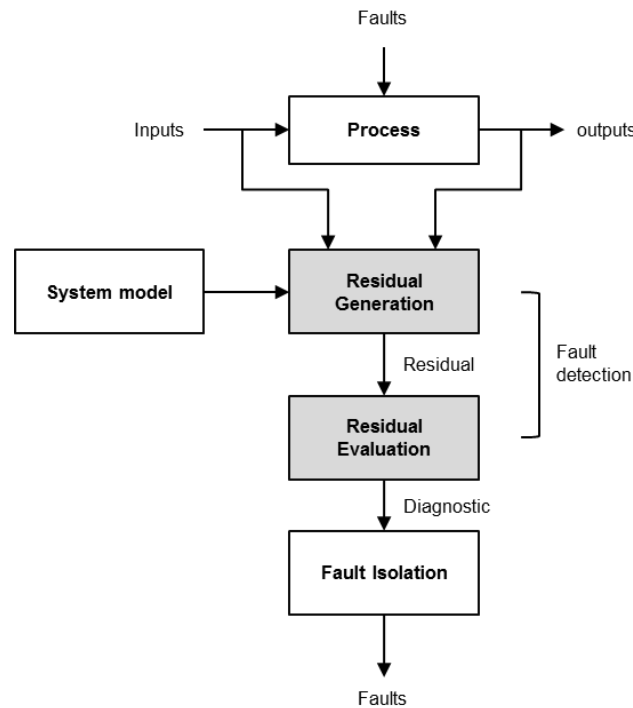 Faults
Inputs
Process
outputs
System model
Residual
Generation
Residual
Fault
detection
Residual
Evaluation
Diagnostic
Fault Isolation
Faults